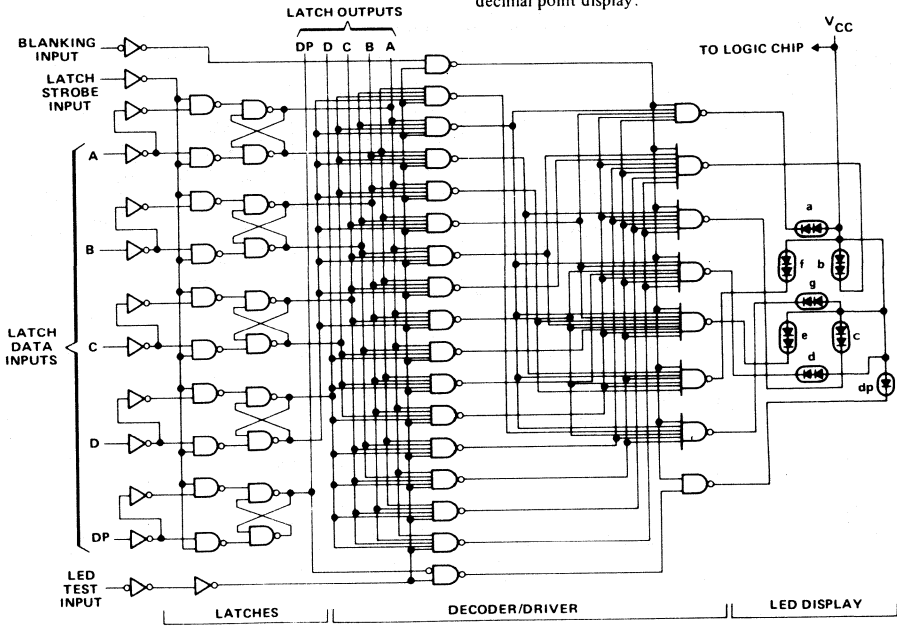 decimal point display.
LATCH OUTPUTS
DP D C B A
BLANKING
INPUT
LATCH
STROBE
INPUT
VCC
TO LOGIC CHIP
A
B
LATCH
DATA
INPUTS
C
D
DP
LED
TEST
INPUT
a
f
b
g
e
c
d
dp
LATCHES
DECODER/DRIVER
LED DISPLAY